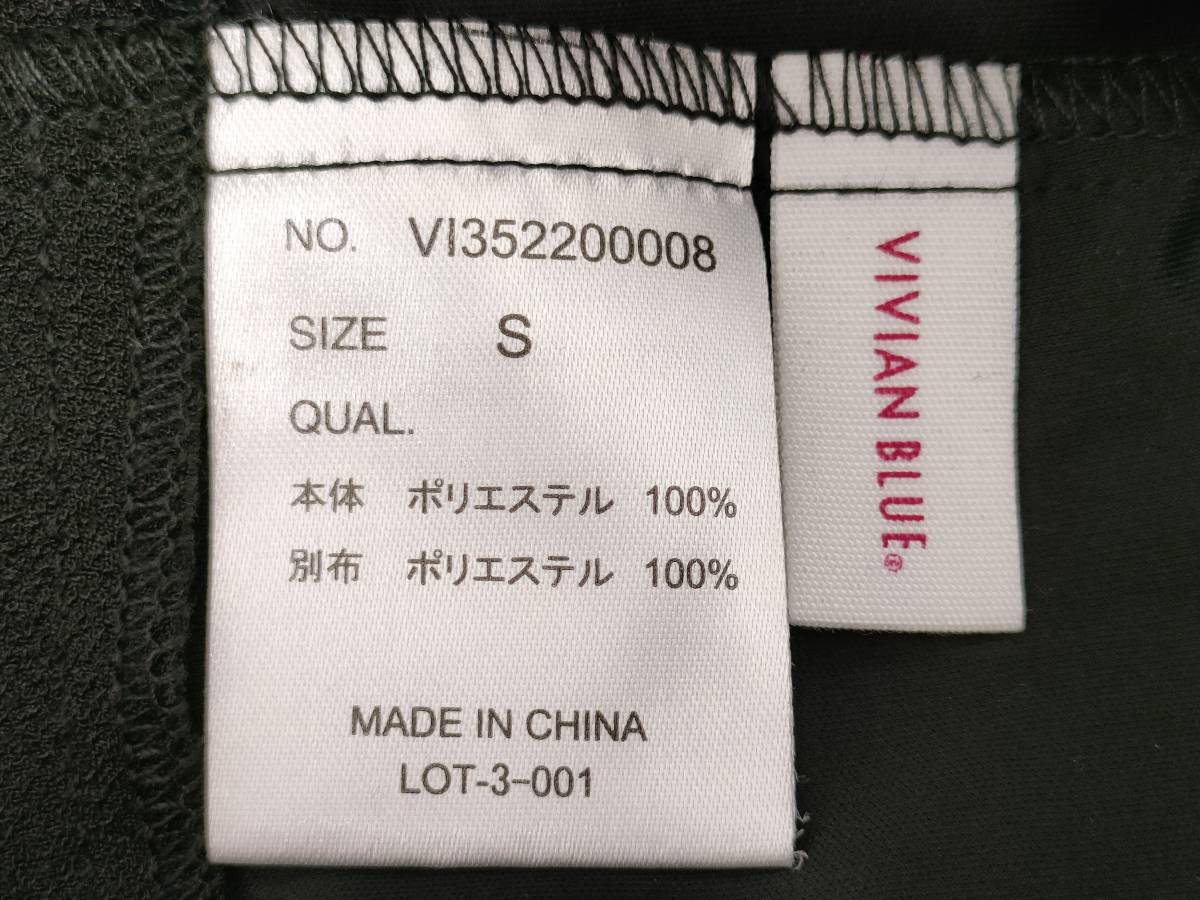 NO. VI352200008
SIZE S
QUAL.
本体 ポリエステル 100%
別布 ポリエステル 100%
MADE IN CHINA
LOT-3-001
VIVIAN BLUE®